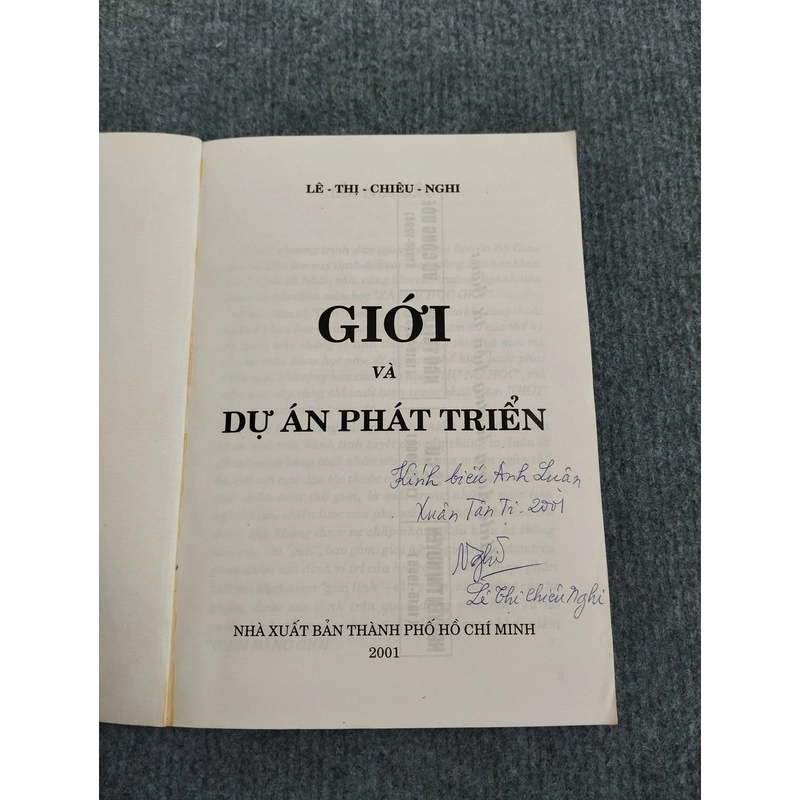 LÊ - THỊ - CHIÊU - NGHI
GIỚI
VÀ
DỰ ÁN PHÁT TRIỂN
Kính biếu Anh Luân
Xuân Tân Tị - 2001
Nghi
Lê Thị Chiêu Nghi
NHÀ XUẤT BẢN THÀNH PHỐ HỒ CHÍ MINH
2001